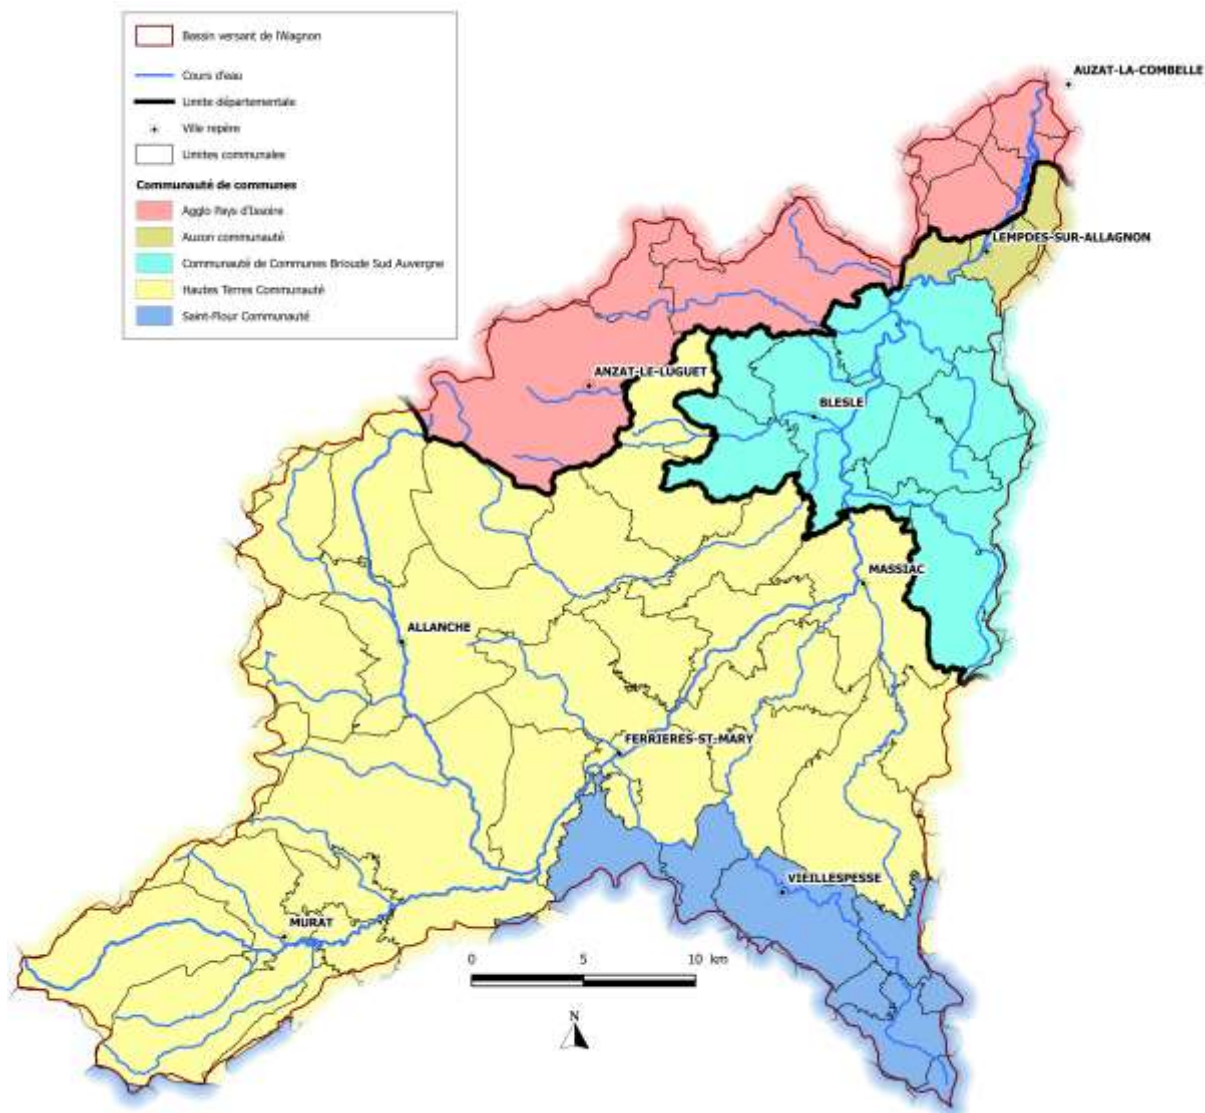 Bassin versant de l'Alagnon
Cours d'eau
Limite départementale
Ville repère
Limites communales
Communauté de communes
Agglo Pays d'Issoire
Auzon communauté
Communauté de Communes Brioude Sud Auvergne
Hautes Terres Communauté
Saint-Flour Communauté
AUZAT-LA-COMBELLE
LEMPDES-SUR-ALLAGNON
ANZAT-LE-LUGUET
BLESLE
MASSIAC
ALLANCHE
FERRIERES-ST-MARY
VIEILLESPESSE
MURAT
0 5 10 km
N